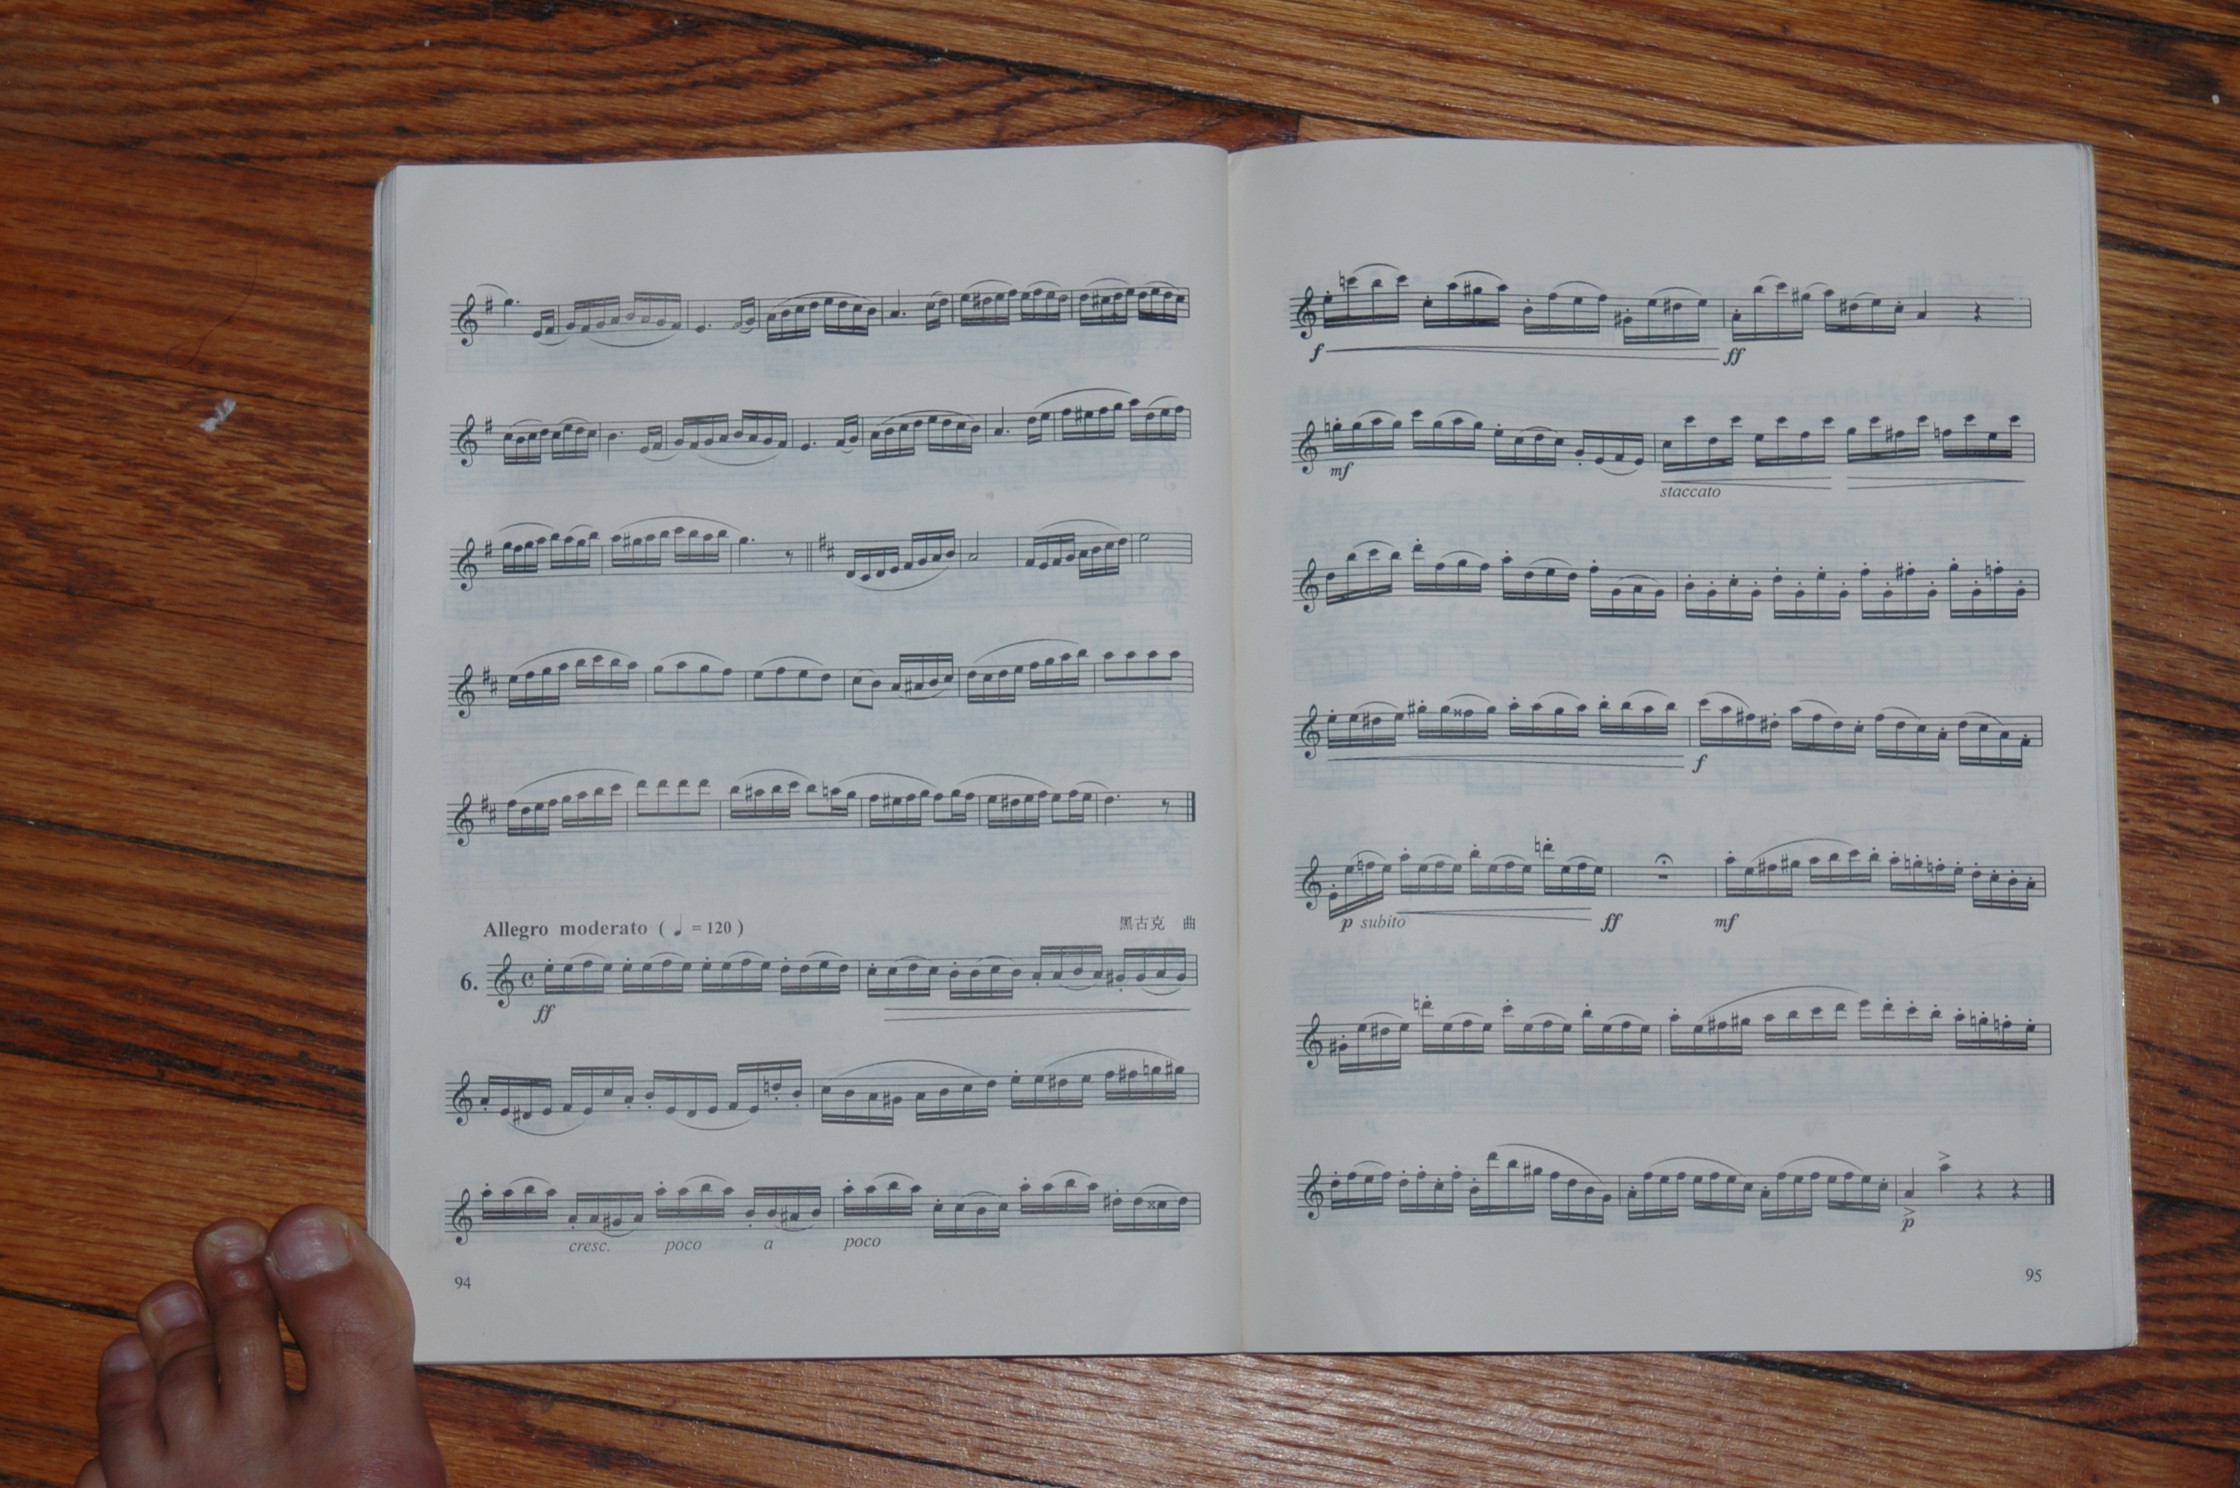 Allegro moderato ( ♩ = 120 ) 黑古克 曲
6.
ff
cresc. poco a poco
94
f ff
mf staccato
f
p subito ff mf
p
95